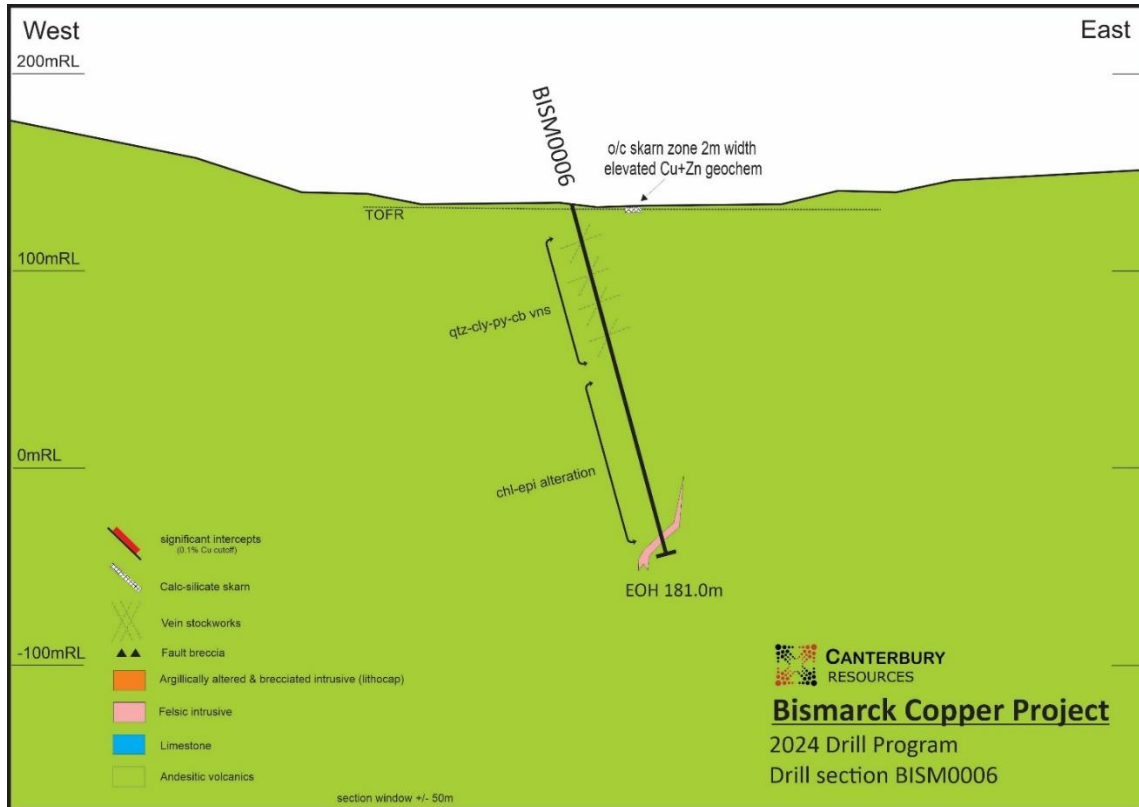 West
East
200mRL
BISM0006
o/c skarn zone 2m width
elevated Cu+Zn geochem
TOFR
100mRL
qtz-cly-py-cb vns
0mRL
chl-epi alteration
EOH 181.0m
significant intercepts
(0.1% Cu cutoff)
Calc-silicate skarn
Vein stockworks
-100mRL
Fault breccia
Argillically altered & brecciated intrusive (lithocap)
Felsic intrusive
Limestone
Andesitic volcanics
section window +/- 50m
CANTERBURY
RESOURCES
Bismarck Copper Project
2024 Drill Program
Drill section BISM0006